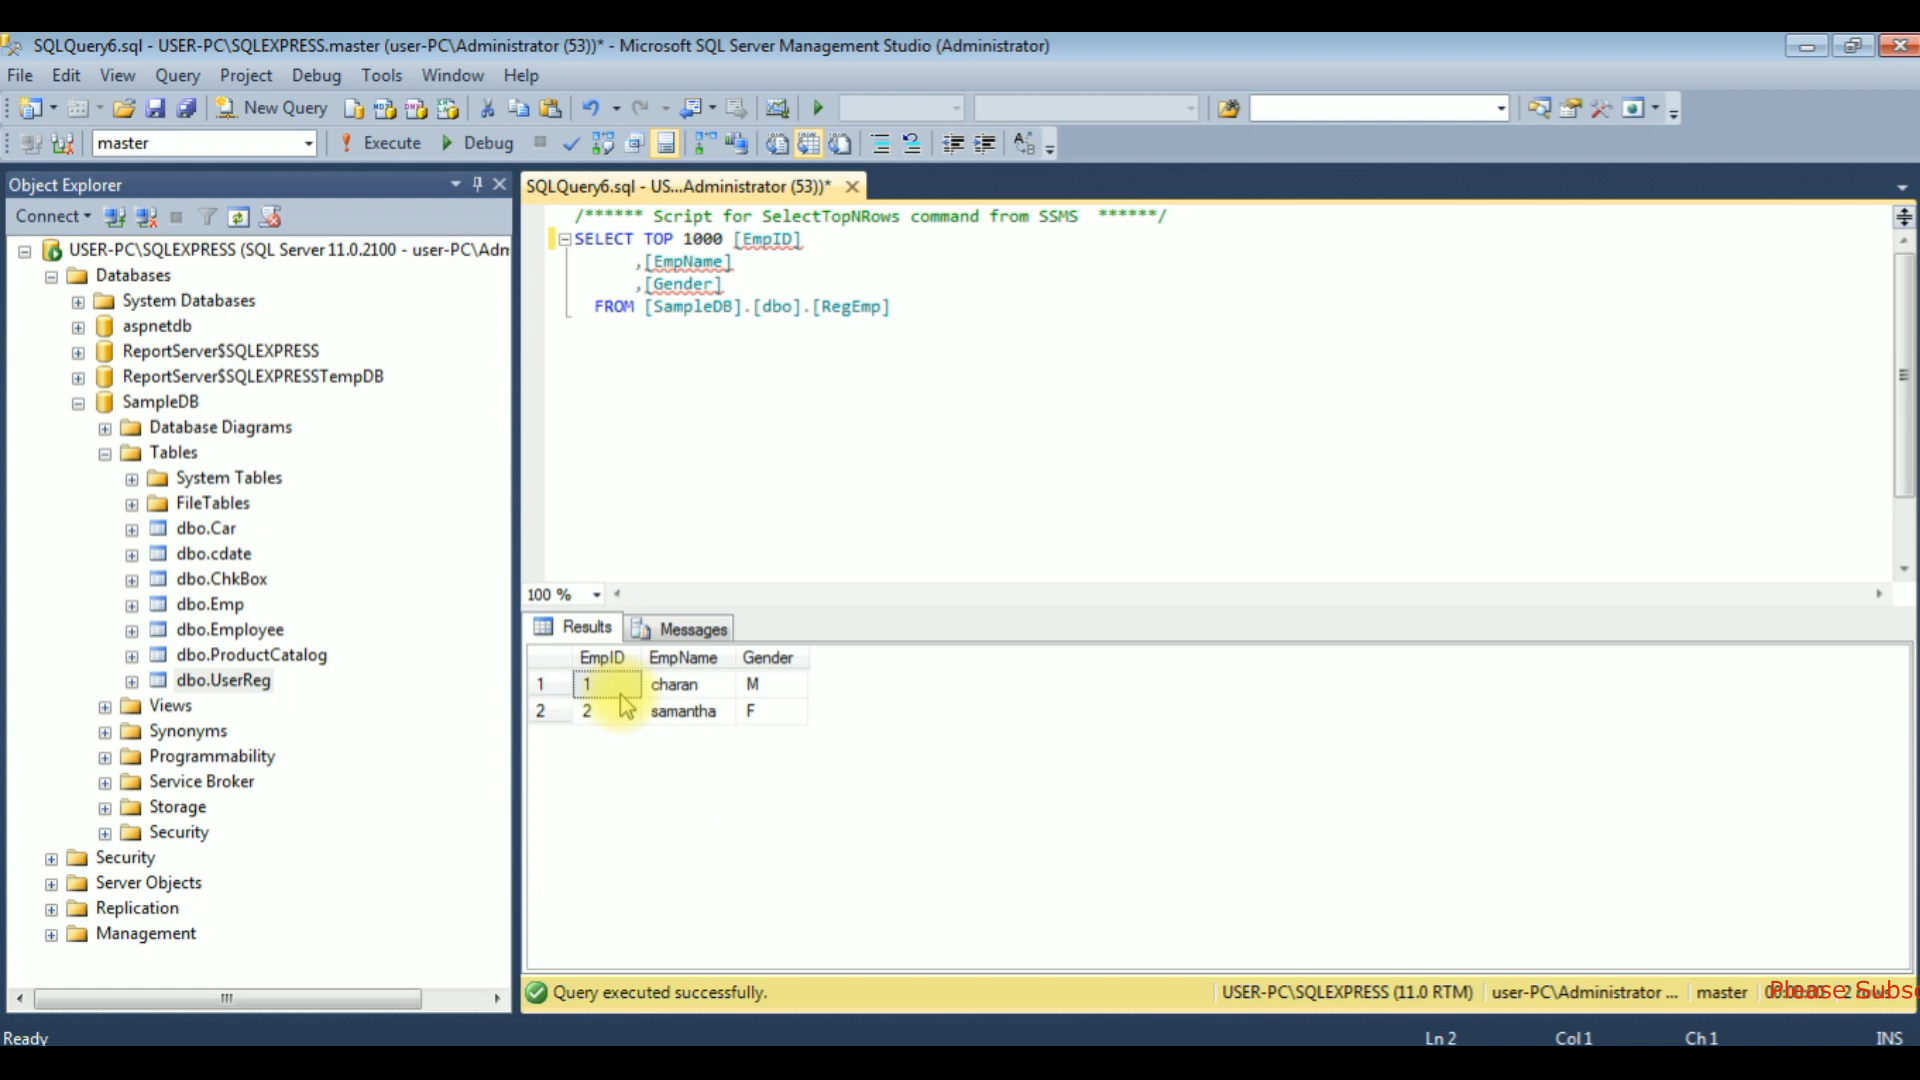 SQLQuery6.sql - USER-PC\SQLEXPRESS.master (user-PC\Administrator (53))* - Microsoft SQL Server Management Studio (Administrator)
File Edit View Query Project Debug Tools Window Help
New Query
master Execute Debug
Object Explorer
Connect
USER-PC\SQLEXPRESS (SQL Server 11.0.2100 - user-PC\Adn
Databases
System Databases
aspnetdb
ReportServer$SQLEXPRESS
ReportServer$SQLEXPRESSTempDB
SampleDB
Database Diagrams
Tables
System Tables
FileTables
dbo.Car
dbo.cdate
dbo.ChkBox
dbo.Emp
dbo.Employee
dbo.ProductCatalog
dbo.UserReg
Views
Synonyms
Programmability
Service Broker
Storage
Security
Security
Server Objects
Replication
Management
SQLQuery6.sql - US...Administrator (53))*
/****** Script for SelectTopNRows command from SSMS ******/
SELECT TOP 1000 [EmpID]
,[EmpName]
,[Gender]
FROM [SampleDB].[dbo].[RegEmp]
100 %
Results Messages
EmpID EmpName Gender
1 1 charan M
2 2 samantha F
Query executed successfully. USER-PC\SQLEXPRESS (11.0 RTM) user-PC\Administrator ... master
Please Subsc
Ready Ln 2 Col 1 Ch 1 INS